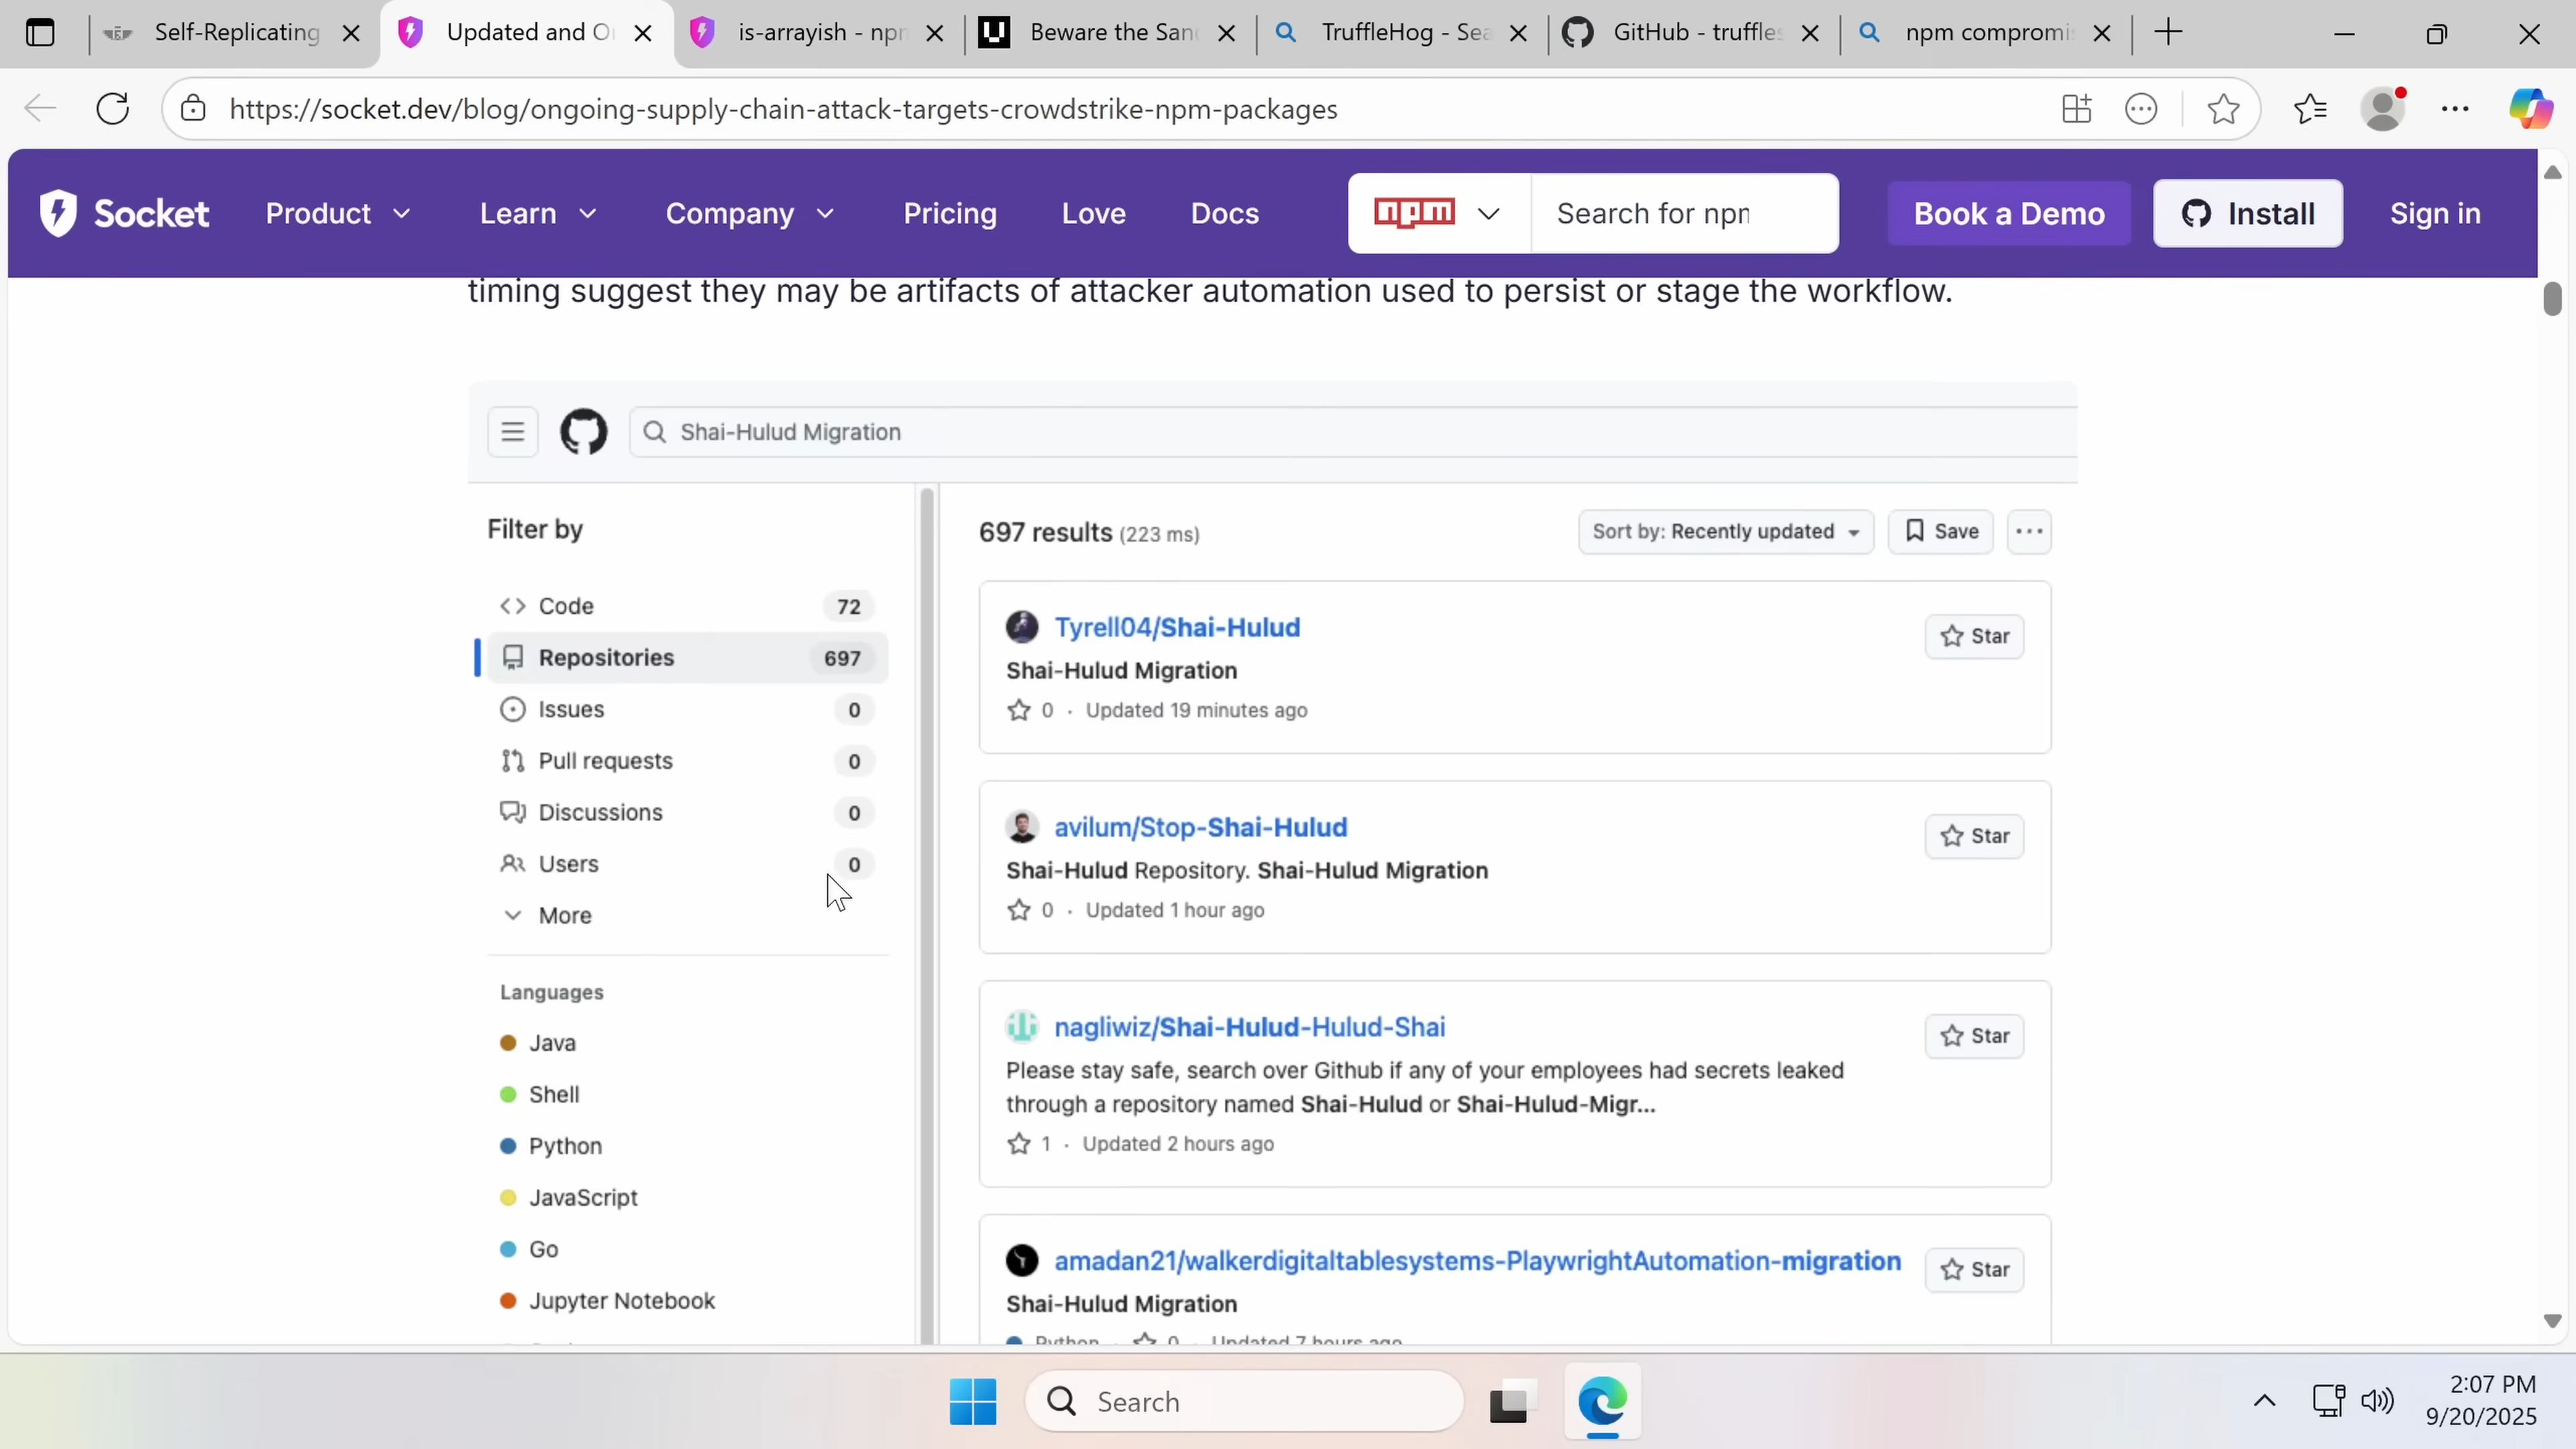 Self-Replicating
Updated and O
is-arrayish - npm
Beware the San
TruffleHog - Sea
GitHub - truffles
npm compromi
https://socket.dev/blog/ongoing-supply-chain-attack-targets-crowdstrike-npm-packages
Socket
Product
Learn
Company
Pricing
Love
Docs
npm
Search for npm
Book a Demo
Install
Sign in
timing suggest they may be artifacts of attacker automation used to persist or stage the workflow.
Shai-Hulud Migration
Filter by
Code 72
Repositories 697
Issues 0
Pull requests 0
Discussions 0
Users 0
More
Languages
Java
Shell
Python
JavaScript
Go
Jupyter Notebook
697 results (223 ms)
Sort by: Recently updated
Save
Tyrell04/Shai-Hulud
Star
Shai-Hulud Migration
0 · Updated 19 minutes ago
avilum/Stop-Shai-Hulud
Star
Shai-Hulud Repository. Shai-Hulud Migration
0 · Updated 1 hour ago
nagliwiz/Shai-Hulud-Hulud-Shai
Star
Please stay safe, search over Github if any of your employees had secrets leaked
through a repository named Shai-Hulud or Shai-Hulud-Migr...
1 · Updated 2 hours ago
amadan21/walkerdigitaltablesystems-PlaywrightAutomation-migration
Star
Shai-Hulud Migration
Python · 0 · Updated 7 hours ago
Search
2:07 PM
9/20/2025